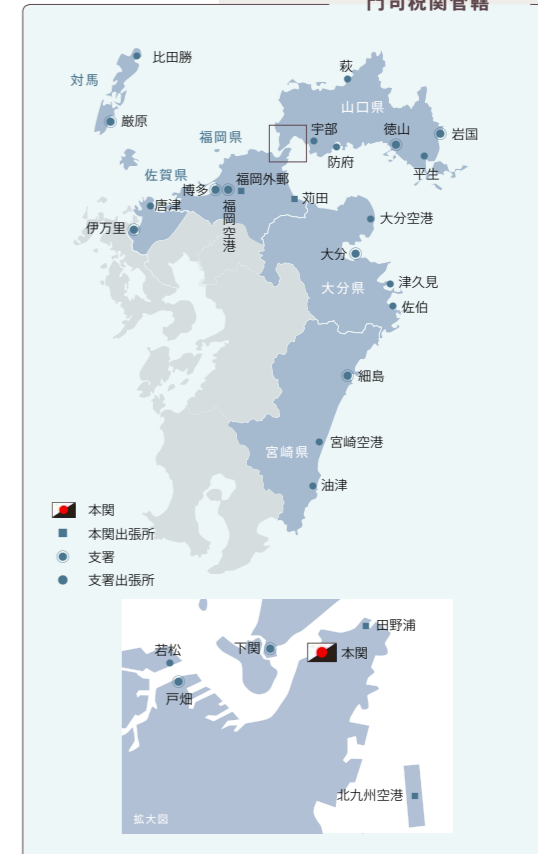 門司税関管轄
比田勝
対馬
厳原
萩
山口県
福岡県
宇部
徳山
岩国
防府
平生
佐賀県
福岡外郵
博多
苅田
唐津
福岡空港
伊万里
大分空港
大分
津久見
大分県
佐伯
細島
宮崎空港
宮崎県
油津
本関
本関出張所
支署
支署出張所
田野浦
若松
下関
本関
戸畑
北九州空港
拡大図